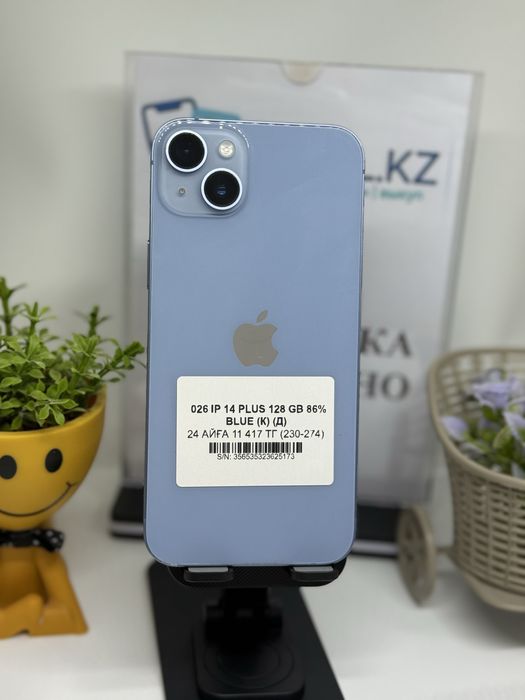 .KZ
і выкуп
КА
НО
026 IP 14 PLUS 128 GB 86%
BLUE (К) (Д)
24 АЙҒА 11 417 ТГ (230-274)
S/N: 356535323625173